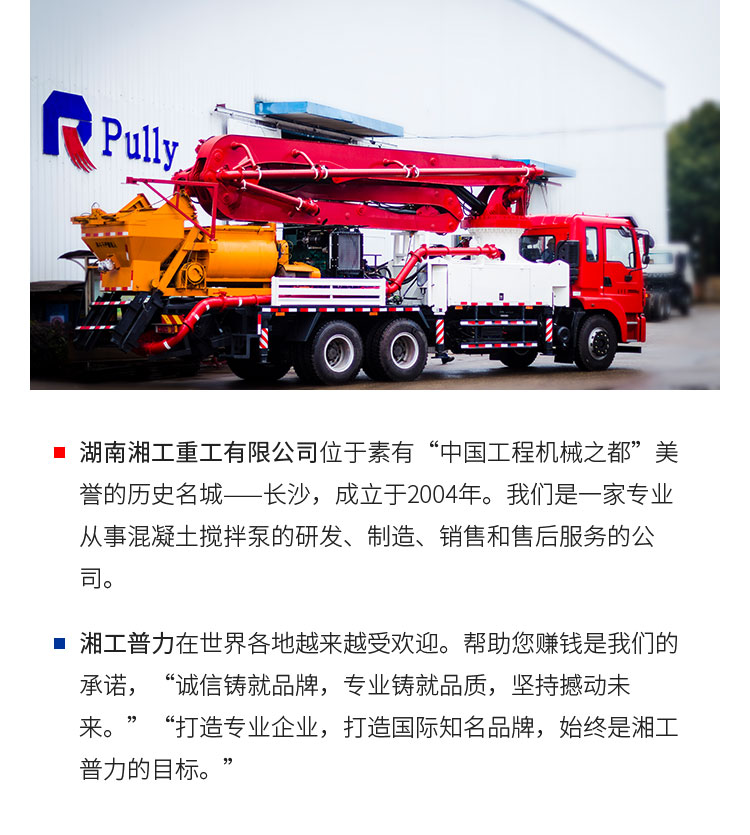 Pully
湖南湘工重工有限公司位于素有“中国工程机械之都”美
誉的历史名城——长沙，成立于2004年。我们是一家专业
从事混凝土搅拌泵的研发、制造、销售和售后服务的公
司。
湘工普力在世界各地越来越受欢迎。帮助您赚钱是我们的
承诺，“诚信铸就品牌，专业铸就品质，坚持撼动未
来。”“打造专业企业，打造国际知名品牌，始终是湘工
普力的目标。”